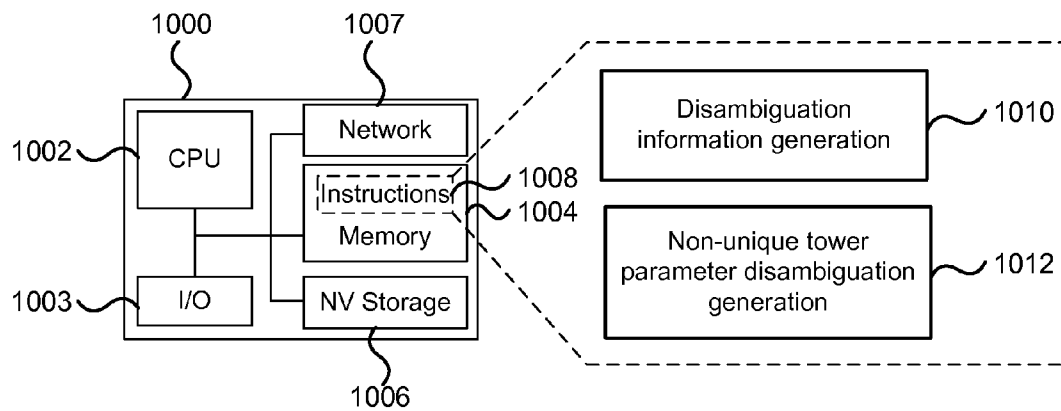 1000
1007
1002
CPU
Network
Instructions
1008
1004
Memory
1003
I/O
NV Storage
1006
Disambiguation
information generation
1010
Non-unique tower
parameter disambiguation
generation
1012